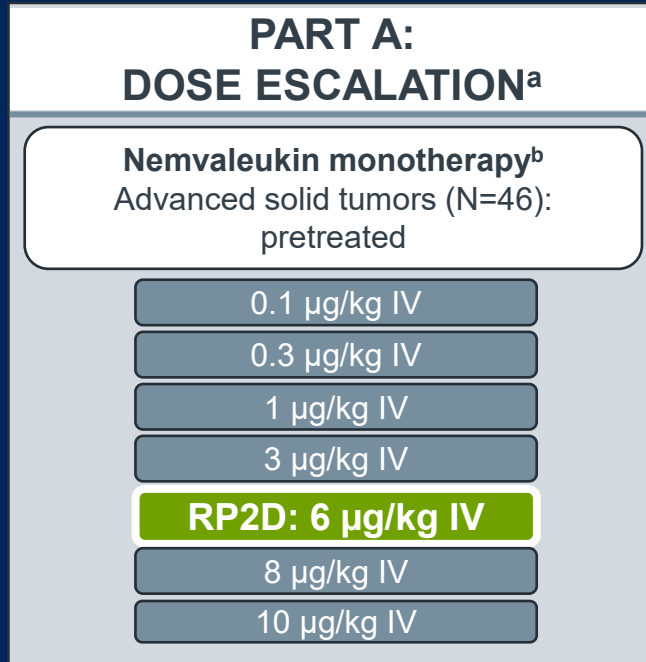 PART A:
DOSE ESCALATIONᵃ
Nemvaleukin monotherapyᵇ
Advanced solid tumors (N=46):
pretreated
0.1 µg/kg IV
0.3 µg/kg IV
1 µg/kg IV
3 µg/kg IV
RP2D: 6 µg/kg IV
8 µg/kg IV
10 µg/kg IV